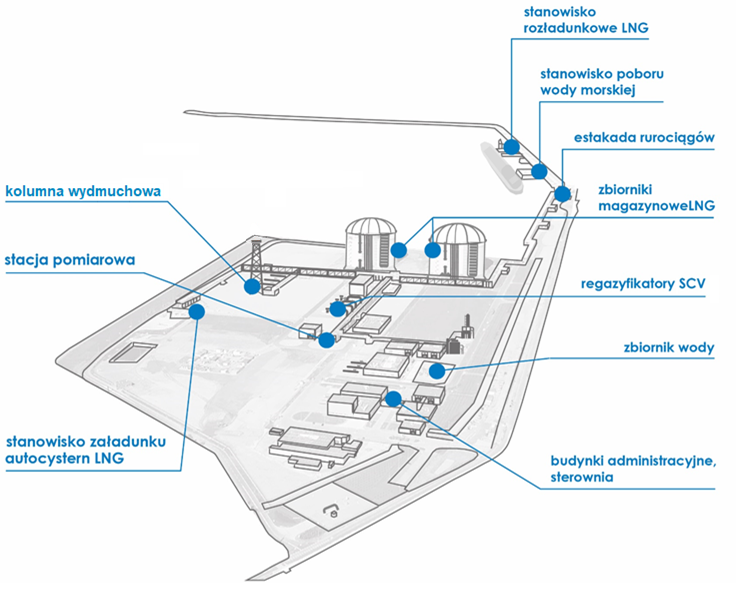 stanowisko
rozładunkowe LNG
stanowisko poboru
wody morskiej
estakada rurociągów
kolumna wydmuchowa
zbiorniki
magazynoweLNG
stacja pomiarowa
regazyfikatory SCV
zbiornik wody
stanowisko załadunku
autocystern LNG
budynki administracyjne,
sterownia